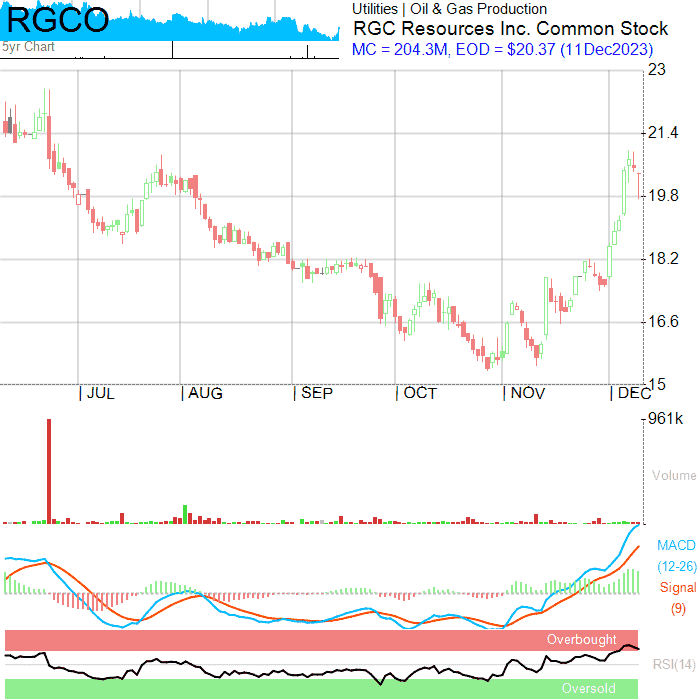 RGCO
5yr Chart
Utilities | Oil & Gas Production
RGC Resources Inc. Common Stock
MC = 204.3M, EOD = $20.37 (11Dec2023)
23
21.4
19.8
18.2
16.6
15
| JUL | AUG | SEP | OCT | NOV | DEC
961k
Volume
MACD
(12-26)
Signal
(9)
Overbought
RSI(14)
Oversold